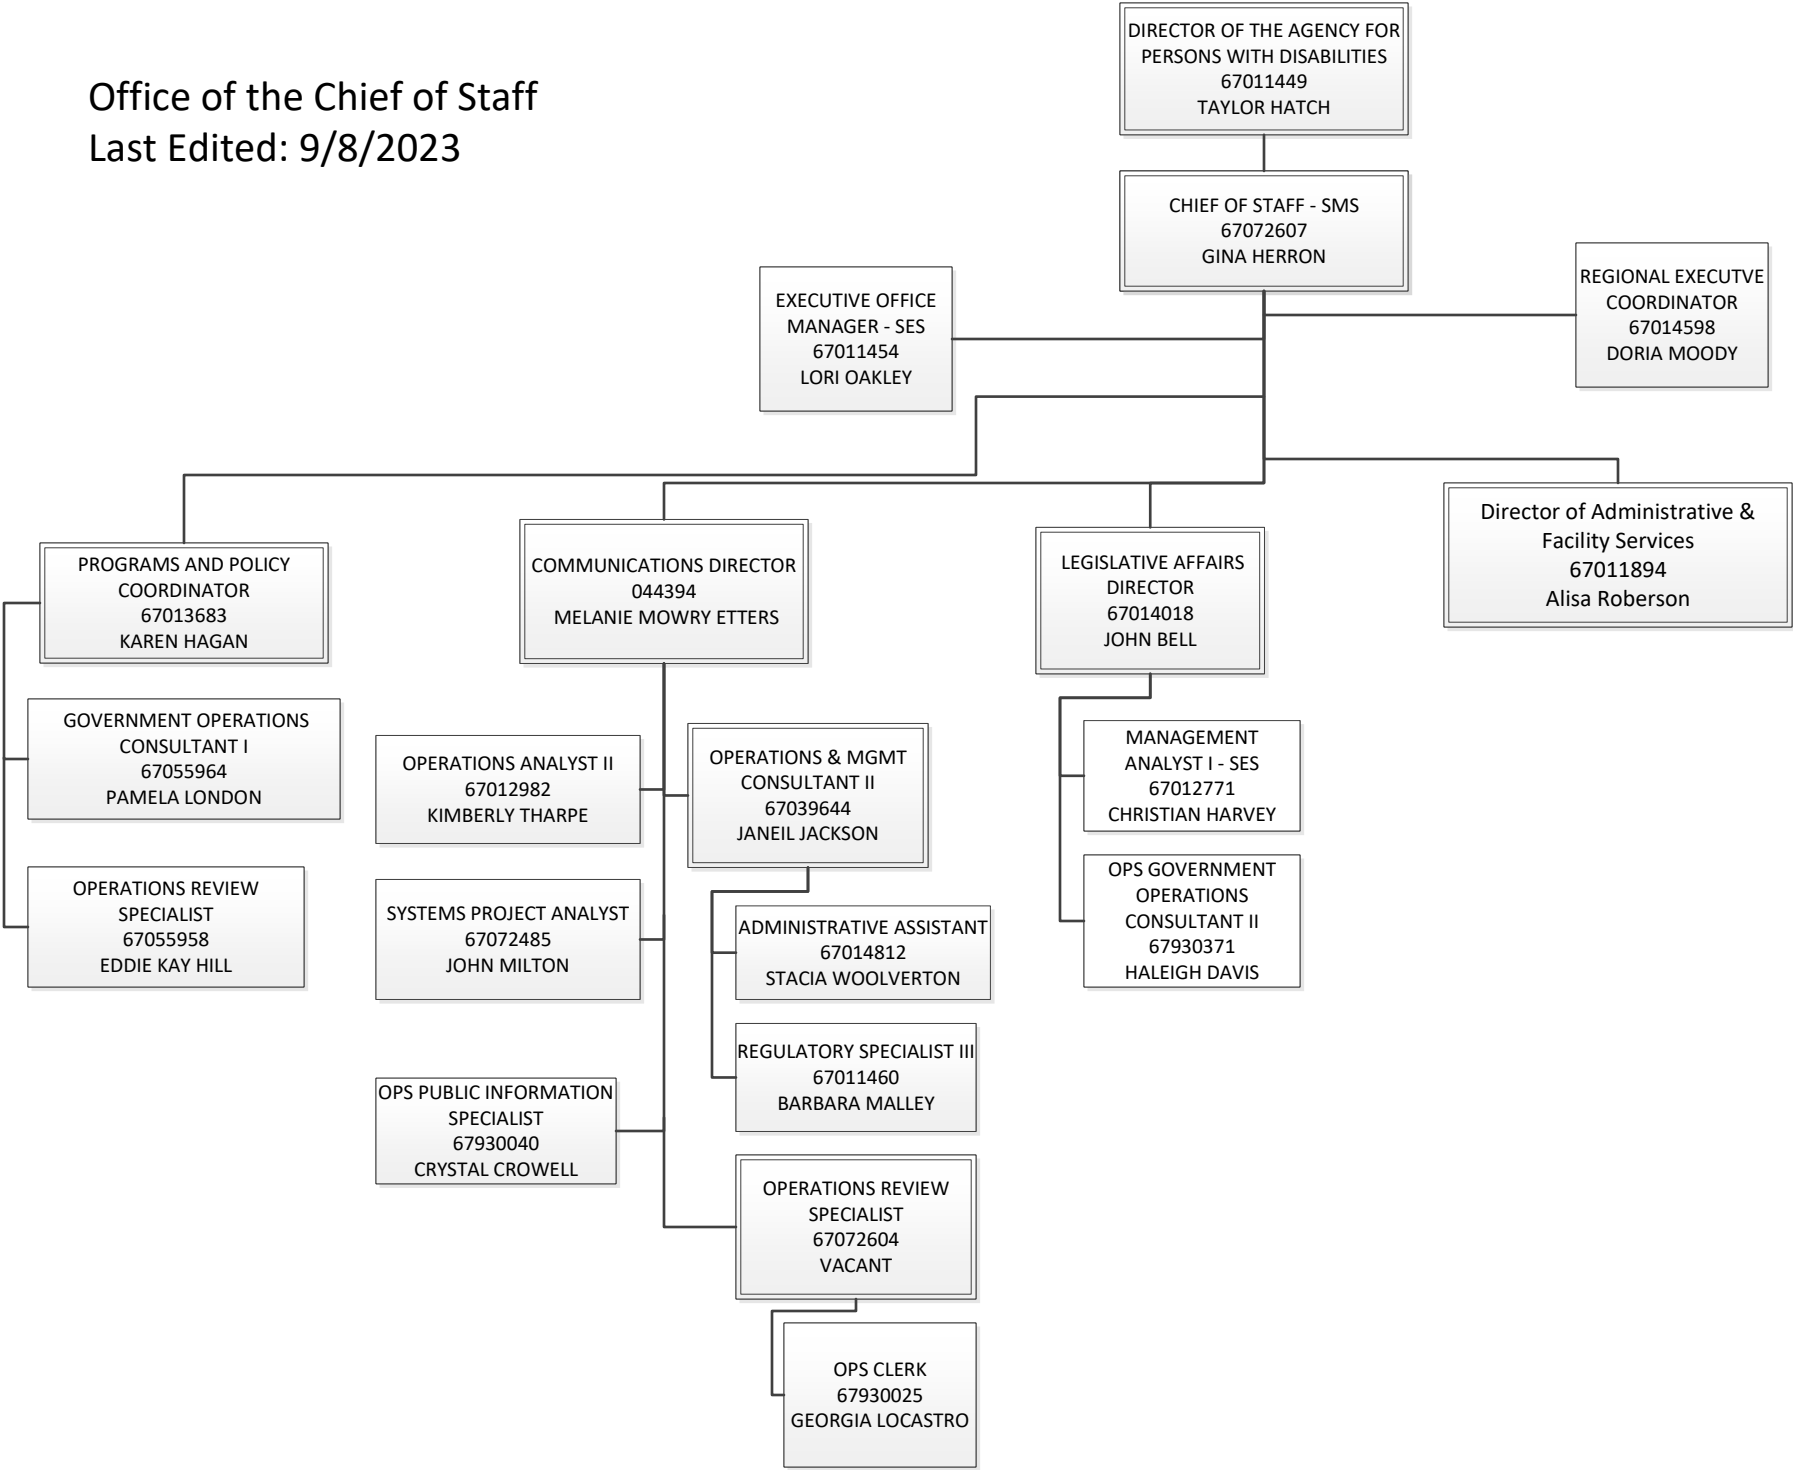 Office of the Chief of Staff
Last Edited: 9/8/2023
DIRECTOR OF THE AGENCY FOR
PERSONS WITH DISABILITIES
67011449
TAYLOR HATCH
CHIEF OF STAFF - SMS
67072607
GINA HERRON
EXECUTIVE OFFICE
MANAGER - SES
67011454
LORI OAKLEY
REGIONAL EXECUTVE
COORDINATOR
67014598
DORIA MOODY
PROGRAMS AND POLICY
COORDINATOR
67013683
KAREN HAGAN
GOVERNMENT OPERATIONS
CONSULTANT I
67055964
PAMELA LONDON
OPERATIONS REVIEW
SPECIALIST
67055958
EDDIE KAY HILL
COMMUNICATIONS DIRECTOR
044394
MELANIE MOWRY ETTERS
OPERATIONS ANALYST II
67012982
KIMBERLY THARPE
SYSTEMS PROJECT ANALYST
67072485
JOHN MILTON
OPS PUBLIC INFORMATION
SPECIALIST
67930040
CRYSTAL CROWELL
OPERATIONS & MGMT
CONSULTANT II
67039644
JANEIL JACKSON
ADMINISTRATIVE ASSISTANT
67014812
STACIA WOOLVERTON
REGULATORY SPECIALIST III
67011460
BARBARA MALLEY
OPERATIONS REVIEW
SPECIALIST
67072604
VACANT
OPS CLERK
67930025
GEORGIA LOCASTRO
LEGISLATIVE AFFAIRS
DIRECTOR
67014018
JOHN BELL
MANAGEMENT
ANALYST I - SES
67012771
CHRISTIAN HARVEY
OPS GOVERNMENT
OPERATIONS
CONSULTANT II
67930371
HALEIGH DAVIS
Director of Administrative &
Facility Services
67011894
Alisa Roberson